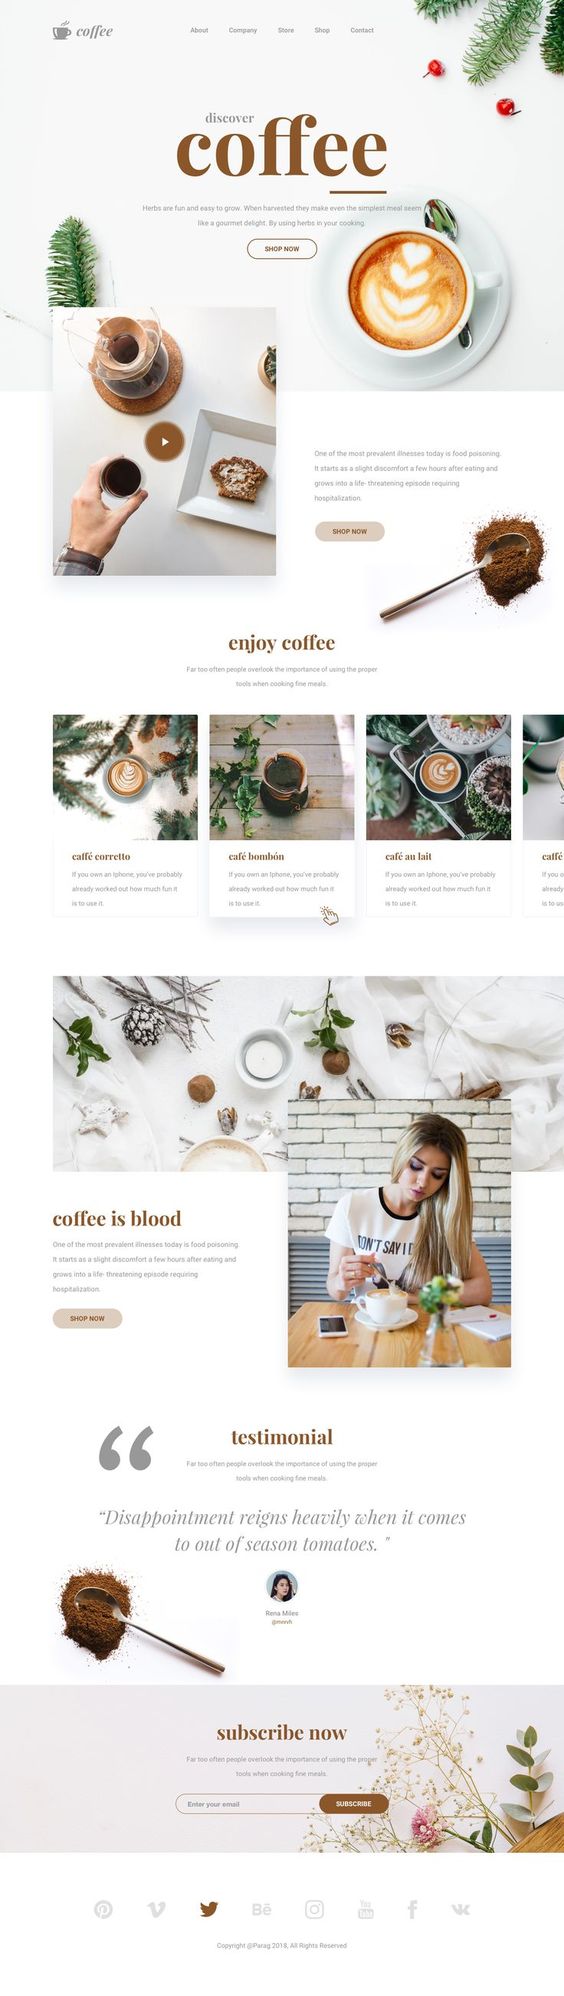 coffee
About Company Store Shop Contact
discover
coffee
Herbs are fun and easy to grow. When harvested they make even the simplest meal seem
like a gourmet delight. By using herbs in your cooking.
SHOP NOW
One of the most prevalent illnesses today is food poisoning.
It starts as a slight discomfort a few hours after eating and
grows into a life- threatening episode requiring
hospitalization.
SHOP NOW
enjoy coffee
Far too often people overlook the importance of using the proper
tools when cooking fine meals.
caffé corretto
If you own an Iphone, you've probably
already worked out how much fun it
is to use it.
caffé bombón
If you own an Iphone, you've probably
already worked out how much fun it
is to use it.
café au lait
If you own an Iphone, you've probably
already worked out how much fun it
is to use it.
caffé
If you o
already
is to us
coffee is blood
One of the most prevalent illnesses today is food poisoning.
It starts as a slight discomfort a few hours after eating and
grows into a life- threatening episode requiring
hospitalization.
SHOP NOW
DON'T SAY I D
testimonial
Far too often people overlook the importance of using the proper
tools when cooking fine meals.
“Disappointment reigns heavily when it comes
to out of season tomatoes. "
Rena Miles
subscribe now
Far too often people overlook the importance of using the proper
tools when cooking fine meals.
Enter your email
SUBSCRIBE
Bē
You Tube
Copyright @Parag 2018, All Rights Reserved